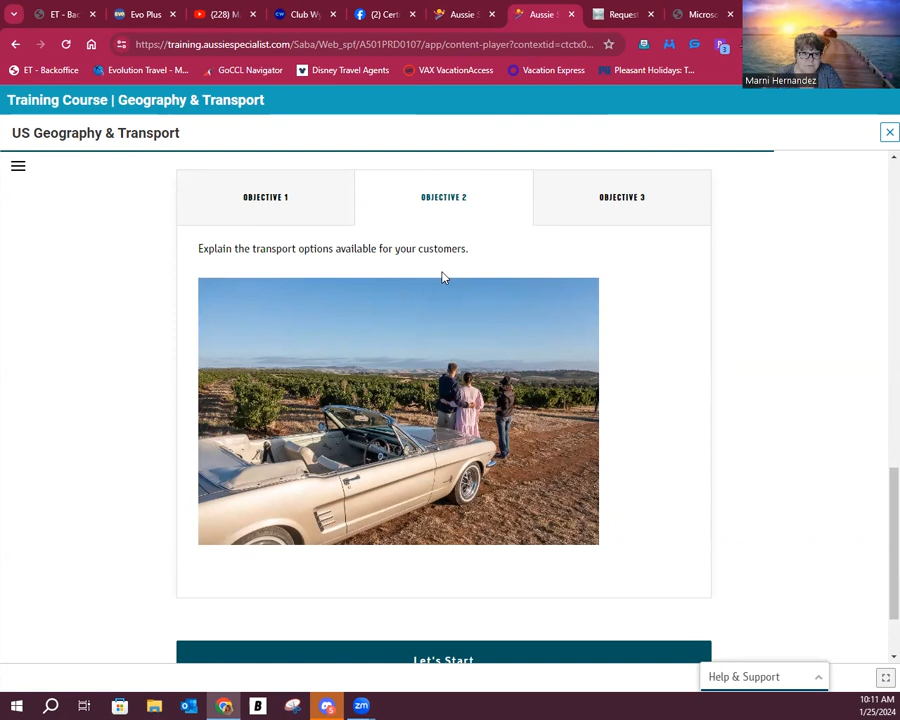 ET - Ba
Evo Plus
(228) M
Club W
(2) Cert
Aussie S
Aussie S
Request
Microso
https://training.aussiespecialist.com/Saba/Web_spf/A501PRD0107/app/content-player?contextid=ctctx0...
3
ET - Backoffice
Evolution Travel - M...
GoCCL Navigator
Disney Travel Agents
VAX VacationAccess
Vacation Express
Pleasant Holidays: T...
Marni Hernandez
Training Course | Geography & Transport
US Geography & Transport
OBJECTIVE 1
OBJECTIVE 2
OBJECTIVE 3
Explain the transport options available for your customers.
Let's Start
Help & Support
10:11 AM
1/25/2024